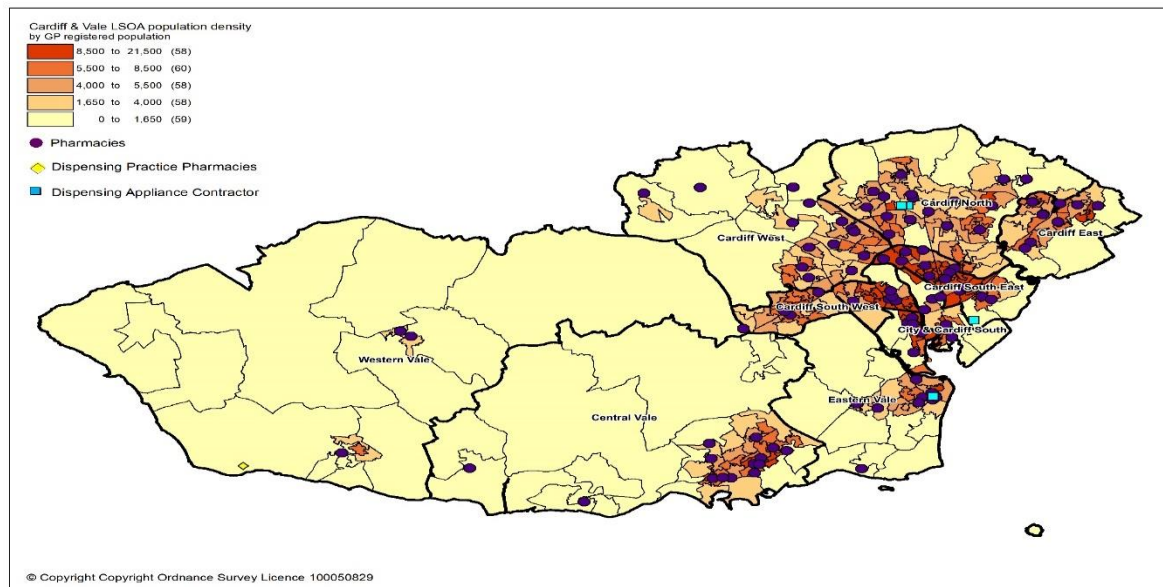 Cardiff & Vale LSOA population density
by GP registered population
8,500 to 21,500 (58)
5,500 to 8,500 (60)
4,000 to 5,500 (58)
1,650 to 4,000 (58)
0 to 1,650 (59)
Pharmacies
Dispensing Practice Pharmacies
Dispensing Appliance Contractor
Cardiff North
Cardiff East
Cardiff West
Cardiff South East
Cardiff South West
City & Cardiff South
Western Vale
Eastern Vale
Central Vale
© Copyright Copyright Ordnance Survey Licence 100050829